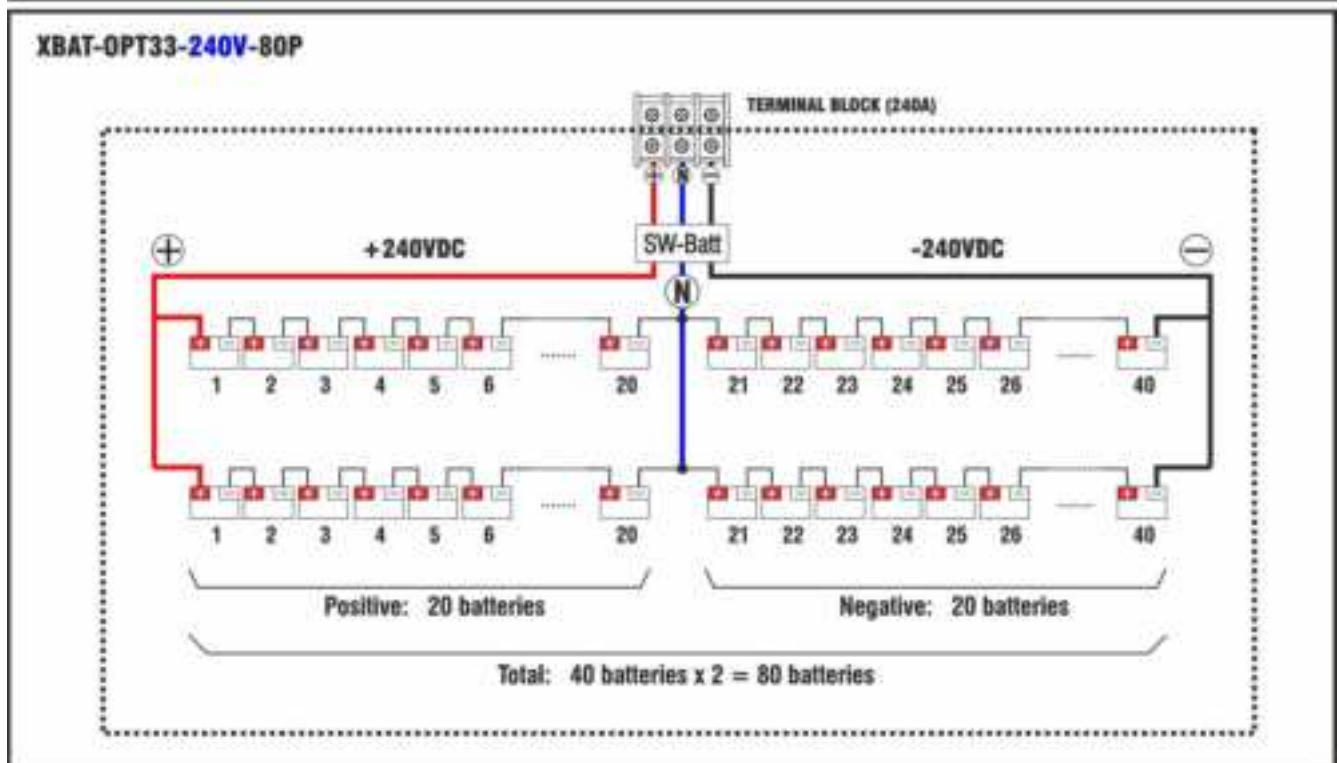 XBAT-OPT33-240V-80P
TERMINAL BLOCK (240A)
+ N −
SW-Batt
+ +240VDC -240VDC −
N
1 2 3 4 5 6 ...... 20 21 22 23 24 25 26 40
1 2 3 4 5 6 ...... 20 21 22 23 24 25 26 40
Positive: 20 batteries Negative: 20 batteries
Total: 40 batteries x 2 = 80 batteries